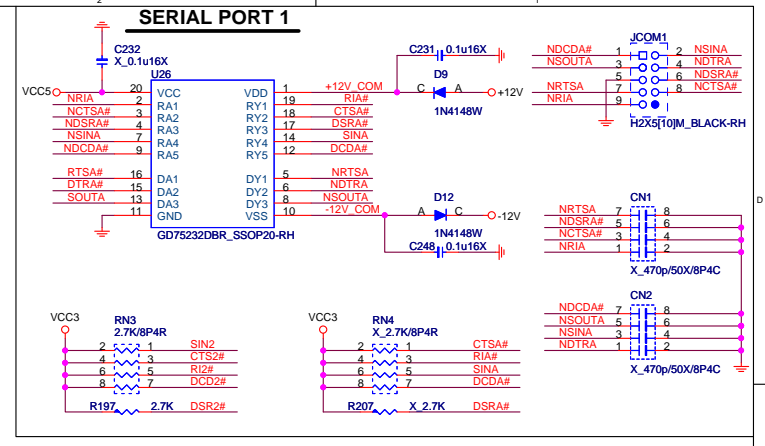 2
SERIAL PORT 1
C232
X_0.1u16X
U26
VCC5
20 VCC VDD 1 +12V_COM
NRIA 2 RA1 RY1 19 RIA#
NCTSA# 3 RA2 RY2 18 CTSA#
NDSRA# 4 RA3 RY3 17 DSRA#
NSINA 7 RA4 RY4 14 SINA
NDCDA# 9 RA5 RY5 12 DCDA#
RTSA# 16 DA1 DY1 5 NRTSA
DTRA# 15 DA2 DY2 6 NDTRA
SOUTA 13 DA3 DY3 8 NSOUTA
11 GND VSS 10 -12V_COM
GD75232DBR_SSOP20-RH
C231 0.1u16X
D9
C A +12V
1N4148W
D12
A C -12V
1N4148W
C248 0.1u16X
JCOM1
NDCDA# 1 2 NSINA
NSOUTA 3 4 NDTRA
5 6 NDSRA#
NRTSA 7 8 NCTSA#
NRIA 9
H2X5[10]M_BLACK-RH
D
CN1
NRTSA 7 8
NDSRA# 5 6
NCTSA# 3 4
NRIA 1 2
X_470p/50X/8P4C
CN2
NDCDA# 7 8
NSOUTA 5 6
NSINA 3 4
NDTRA 1 2
X_470p/50X/8P4C
VCC3
RN3
2.7K/8P4R
2 1 SIN2
4 3 CTS2#
6 5 RI2#
8 7 DCD2#
R197 2.7K DSR2#
VCC3
RN4
X_2.7K/8P4R
2 1 CTSA#
4 3 RIA#
6 5 SINA
8 7 DCDA#
R207 X_2.7K DSRA#